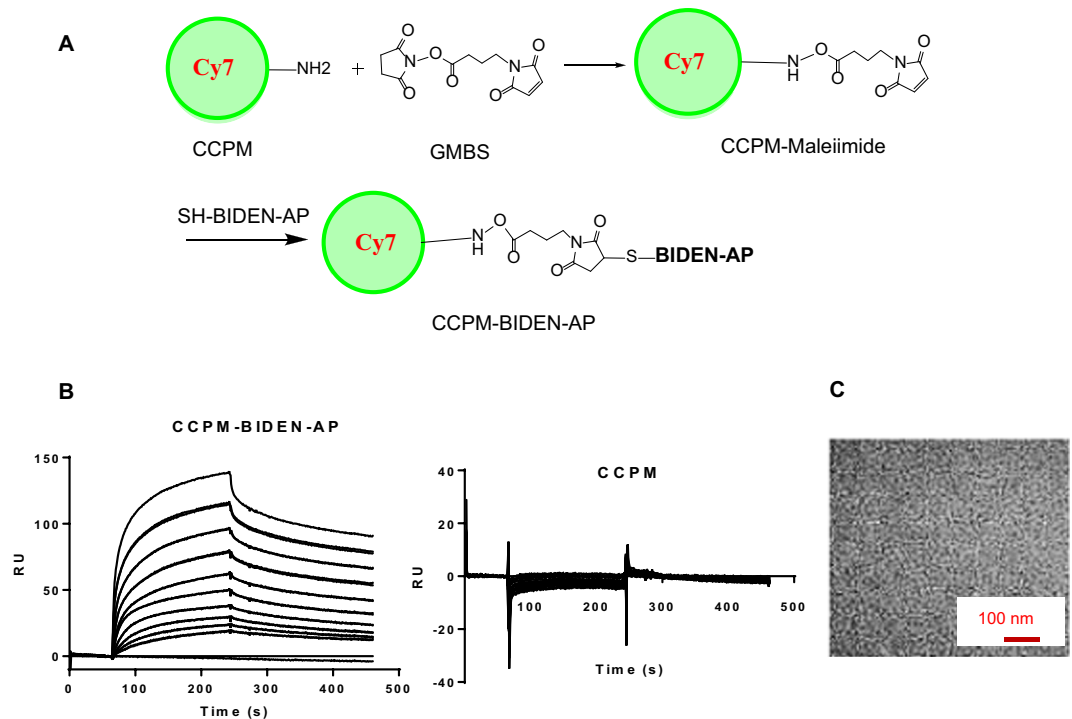 A
Cy7
NH2
+
O
O
N
O
O
O
N
O
O
Cy7
N
H
O
O
N
O
O
CCPM
GMBS
CCPM-Maleiimide
SH-BIDEN-AP
Cy7
N
H
O
O
N
O
O
S
BIDEN-AP
CCPM-BIDEN-AP
B
C
CCPM-BIDEN-AP
150
100
50
0
RU
0 100 200 300 400 500
Time (s)
CCPM
40
20
0
-20
-40
RU
100 200 300 400 500
Time (s)
100 nm